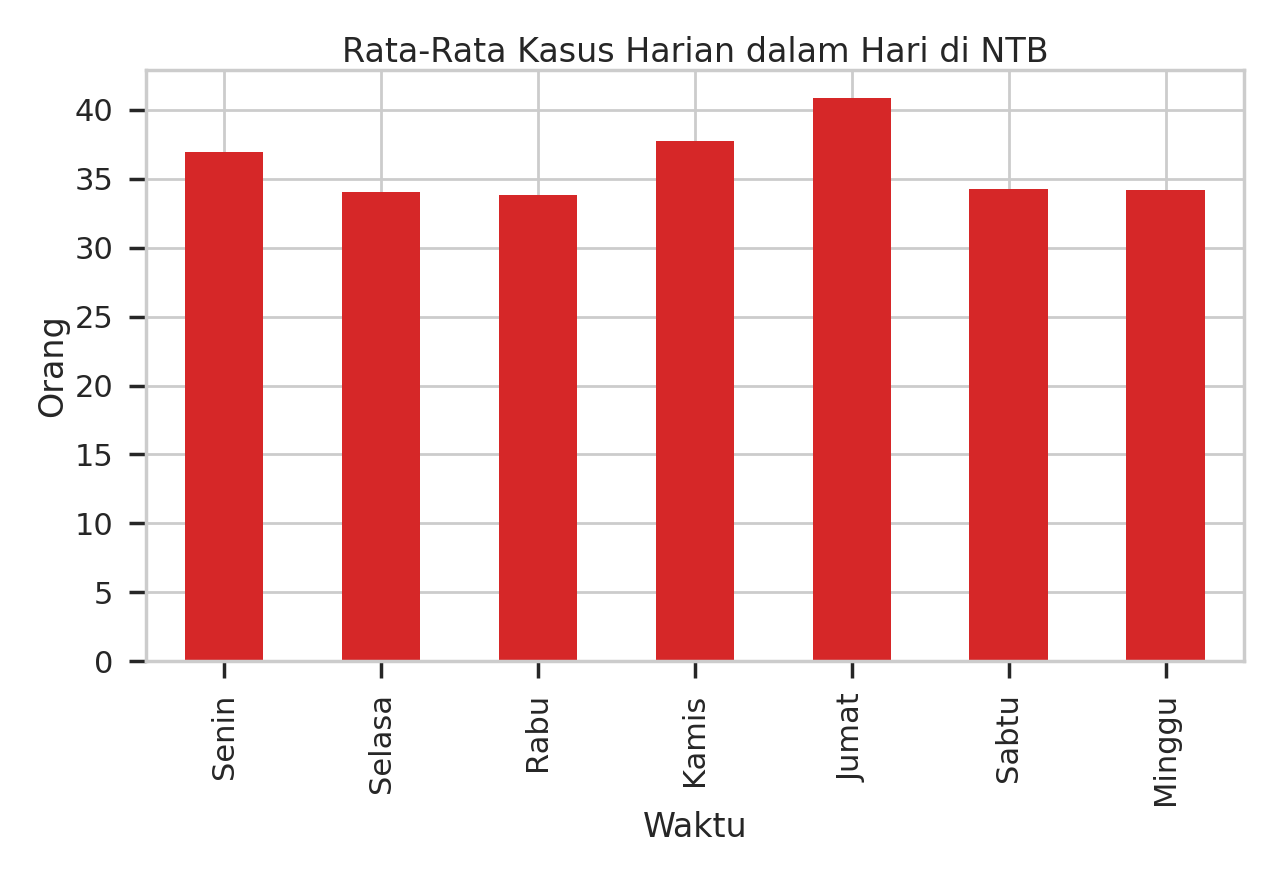 Rata-Rata Kasus Harian dalam Hari di NTB
40
35
30
25
20
15
10
5
0
Orang
Senin
Selasa
Rabu
Kamis
Jumat
Sabtu
Minggu
Waktu